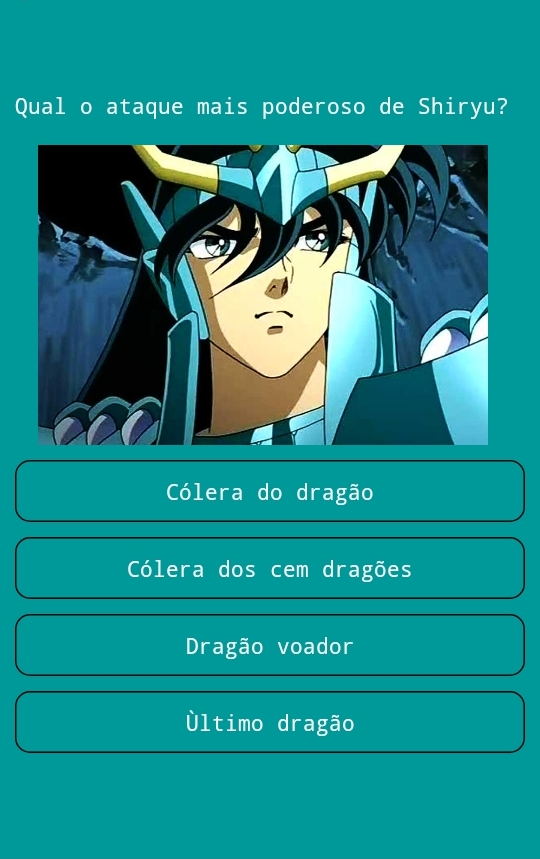 Qual o ataque mais poderoso de Shiryu?
Cólera do dragão
Cólera dos cem dragões
Dragão voador
Ùltimo dragão